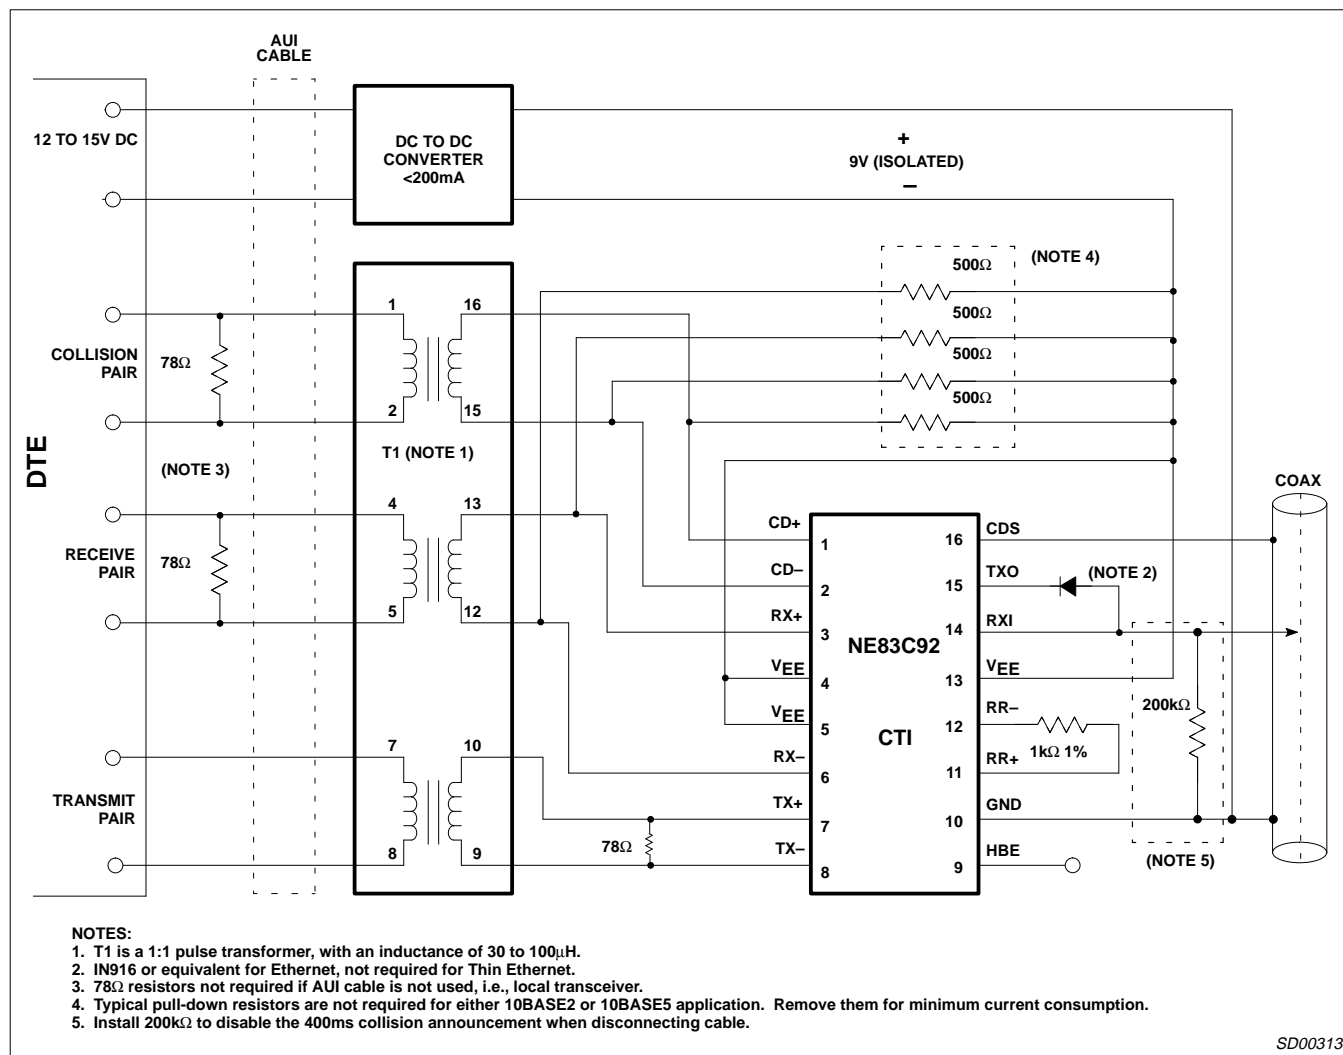 AUI
CABLE
12 TO 15V DC
DC TO DC
CONVERTER
<200mA
+
9V (ISOLATED)
–
(NOTE 4)
500Ω
500Ω
500Ω
500Ω
1
16
COLLISION
PAIR
78Ω
2
15
DTE
(NOTE 3)
T1 (NOTE 1)
4
13
RECEIVE
PAIR
78Ω
5
12
7
10
TRANSMIT
PAIR
8
9
78Ω
CD+
1
CD–
2
RX+
3
VEE
4
VEE
5
RX–
6
TX+
7
TX–
8
NE83C92
CTI
16
CDS
15
TXO
(NOTE 2)
14
RXI
13
VEE
12
RR–
1kΩ 1%
11
RR+
10
GND
9
HBE
200kΩ
(NOTE 5)
COAX
NOTES:
1. T1 is a 1:1 pulse transformer, with an inductance of 30 to 100μH.
2. IN916 or equivalent for Ethernet, not required for Thin Ethernet.
3. 78Ω resistors not required if AUI cable is not used, i.e., local transceiver.
4. Typical pull-down resistors are not required for either 10BASE2 or 10BASE5 application. Remove them for minimum current consumption.
5. Install 200kΩ to disable the 400ms collision announcement when disconnecting cable.
SD00313